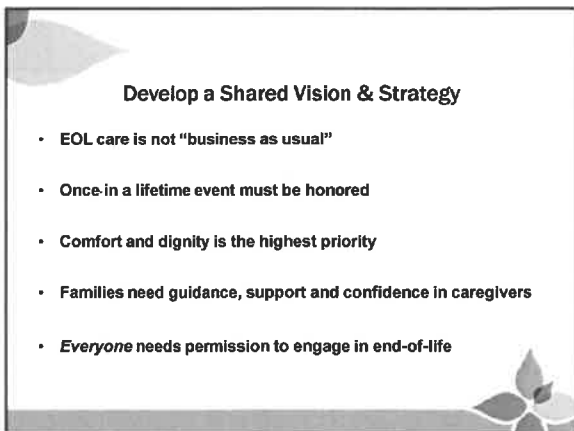 Develop a Shared Vision & Strategy
• EOL care is not “business as usual”
• Once-in a lifetime event must be honored
• Comfort and dignity is the highest priority
• Families need guidance, support and confidence in caregivers
• Everyone needs permission to engage in end-of-life